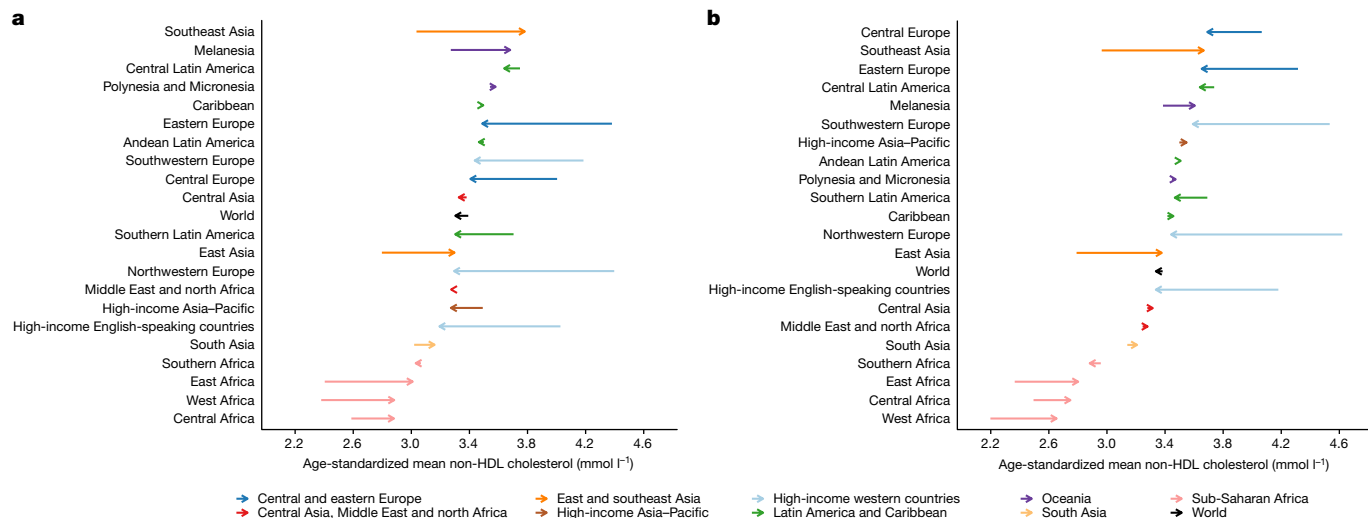 a
Southeast Asia
Melanesia
Central Latin America
Polynesia and Micronesia
Caribbean
Eastern Europe
Andean Latin America
Southwestern Europe
Central Europe
Central Asia
World
Southern Latin America
East Asia
Northwestern Europe
Middle East and north Africa
High-income Asia–Pacific
High-income English-speaking countries
South Asia
Southern Africa
East Africa
West Africa
Central Africa
2.2 2.6 3.0 3.4 3.8 4.2 4.6
Age-standardized mean non-HDL cholesterol (mmol l⁻¹)
b
Central Europe
Southeast Asia
Eastern Europe
Central Latin America
Melanesia
Southwestern Europe
High-income Asia–Pacific
Andean Latin America
Polynesia and Micronesia
Southern Latin America
Caribbean
Northwestern Europe
East Asia
World
High-income English-speaking countries
Central Asia
Middle East and north Africa
South Asia
Southern Africa
East Africa
Central Africa
West Africa
2.2 2.6 3.0 3.4 3.8 4.2 4.6
Age-standardized mean non-HDL cholesterol (mmol l⁻¹)
Central and eastern Europe East and southeast Asia High-income western countries Oceania Sub-Saharan Africa
Central Asia, Middle East and north Africa High-income Asia–Pacific Latin America and Caribbean South Asia World